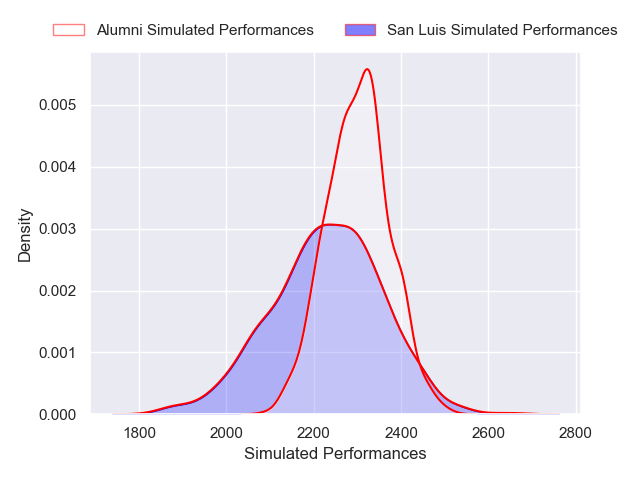 Alumni Simulated Performances San Luis Simulated Performances
0.005
0.004
0.003
0.002
0.001
0.000
Density
1800 2000 2200 2400 2600 2800
Simulated Performances